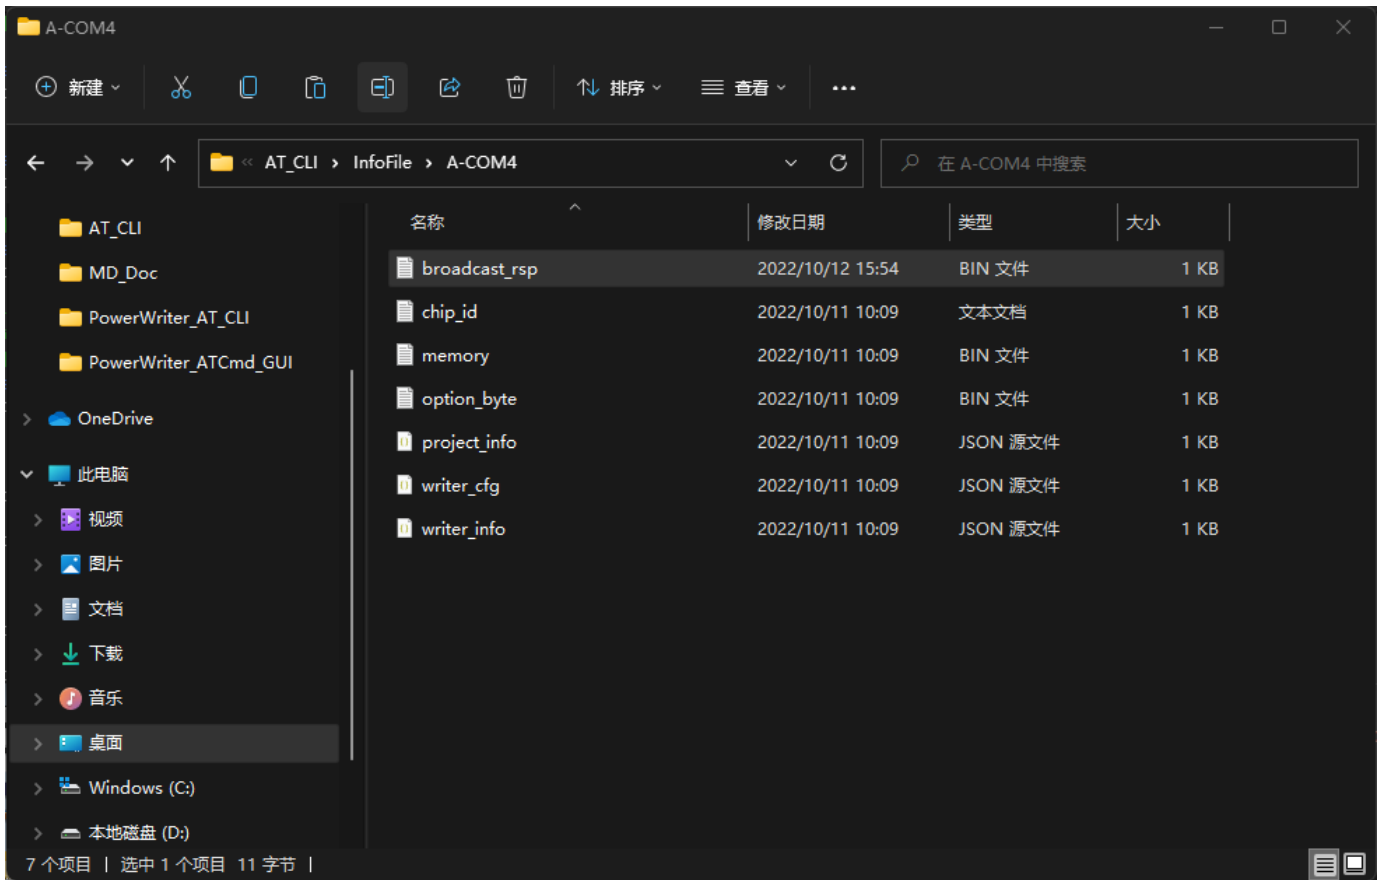 A-COM4
新建 排序 查看
AT_CLI › InfoFile › A-COM4 在 A-COM4 中搜索
AT_CLI
MD_Doc
PowerWriter_AT_CLI
PowerWriter_ATCmd_GUI
OneDrive
此电脑
视频
图片
文档
下载
音乐
桌面
Windows (C:)
本地磁盘 (D:)
名称 修改日期 类型 大小
broadcast_rsp 2022/10/12 15:54 BIN 文件 1 KB
chip_id 2022/10/11 10:09 文本文档 1 KB
memory 2022/10/11 10:09 BIN 文件 1 KB
option_byte 2022/10/11 10:09 BIN 文件 1 KB
project_info 2022/10/11 10:09 JSON 源文件 1 KB
writer_cfg 2022/10/11 10:09 JSON 源文件 1 KB
writer_info 2022/10/11 10:09 JSON 源文件 1 KB
7 个项目 | 选中 1 个项目 11 字节 |